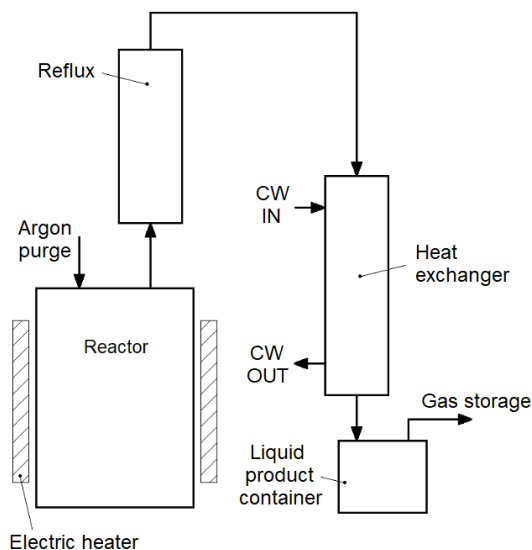 Reflux
CW
IN
Argon
purge
Heat
exchanger
Reactor
CW
OUT
Gas storage
Liquid
product
container
Electric heater